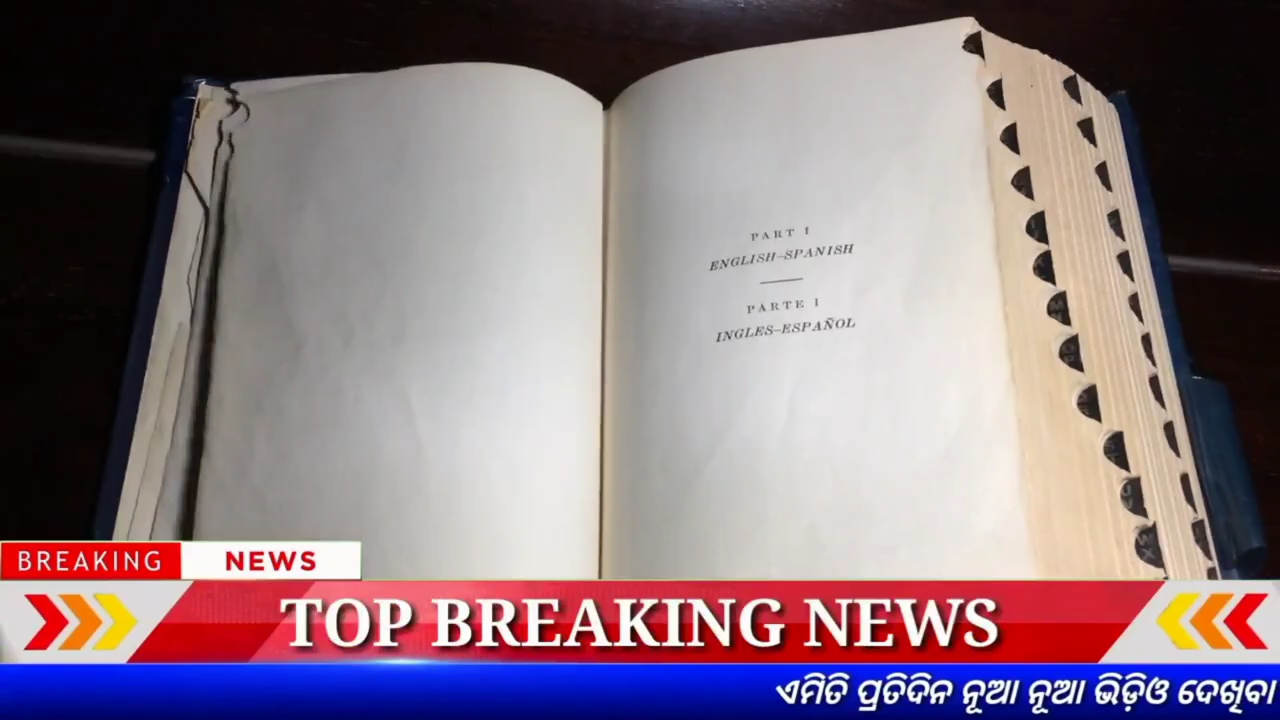 PART I
ENGLISH–SPANISH
PARTE I
INGLES–ESPAÑOL
BREAKING NEWS
TOP BREAKING NEWS
ଏମିତି ପ୍ରତିଦିନ ନୂଆ ନୂଆ ଭିଡ଼ିଓ ଦେଖିବା